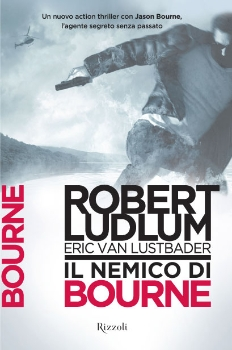 Un nuovo action thriller con Jason Bourne,
l'agente segreto senza passato
ROBERT
LUDLUM
ERIC VAN LUSTBADER
IL NEMICO DI
BOURNE
BOURNE
Rizzoli